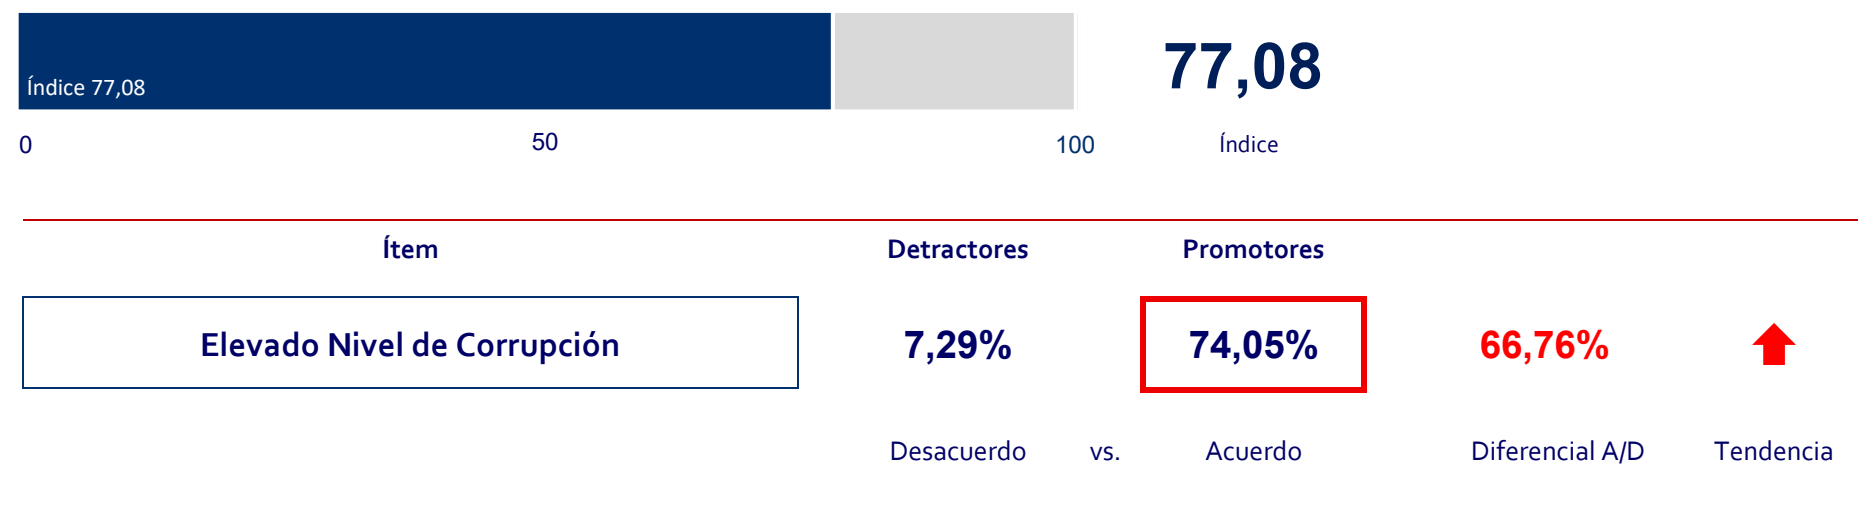 77,08
Índice 77,08
0 50 100 Índice
Ítem Detractores Promotores
Elevado Nivel de Corrupción 7,29% 74,05% 66,76%
Desacuerdo vs. Acuerdo Diferencial A/D Tendencia